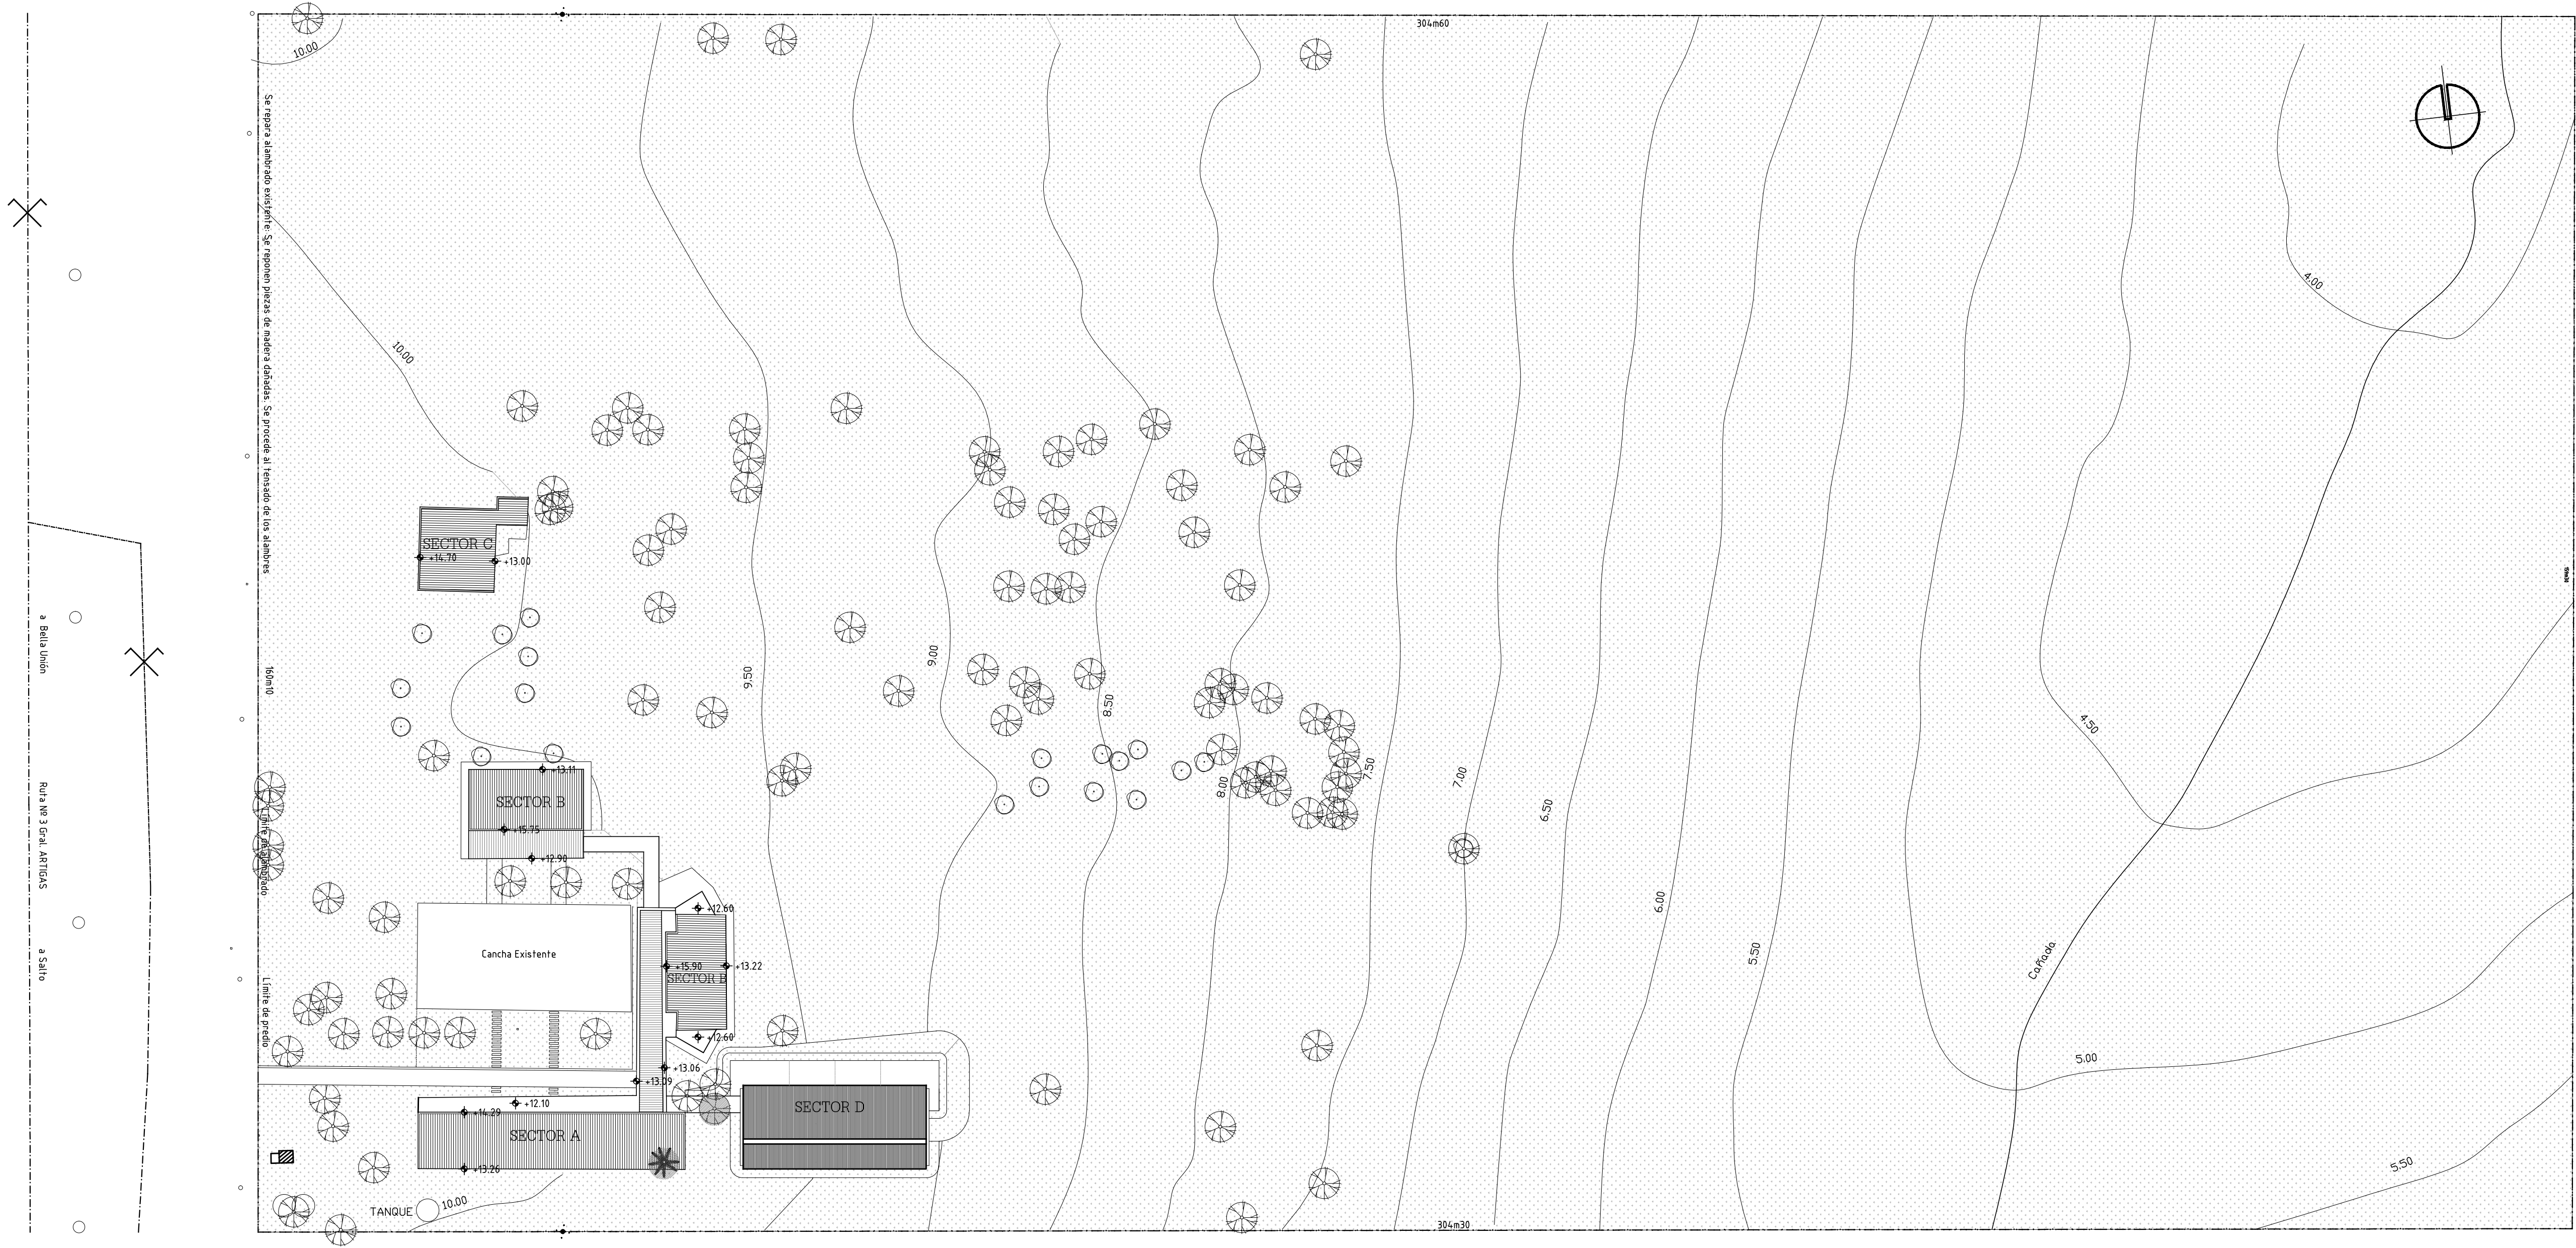 304m60
10.00
Se repara alambrado existente: Se reponen piezas de madera dañadas. Se procede al tensado de los alambres
4.00
10.00
SECTOR C
+14.70
+13.00
a Bella Unión
160m10
9.50
9.00
8.50
8.00
7.50
7.00
6.50
6.00
5.50
4.50
Ruta Nº 3 Gral. ARTIGAS
Límite de alambrado
+13.11
SECTOR B
+15.75
+12.90
+12.60
Cancha Existente
+15.90
+13.22
SECTOR B
a Salto
Límite de predio
Cañada
+12.60
+13.06
+13.09
5.00
+12.10
+14.29
SECTOR D
SECTOR A
+13.26
5.50
TANQUE
10.00
304m30